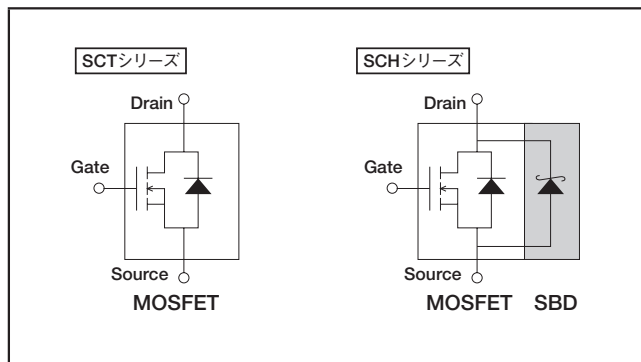 SCTシリーズ
Drain
Gate
Source
MOSFET
SCHシリーズ
Drain
Gate
Source
MOSFET SBD